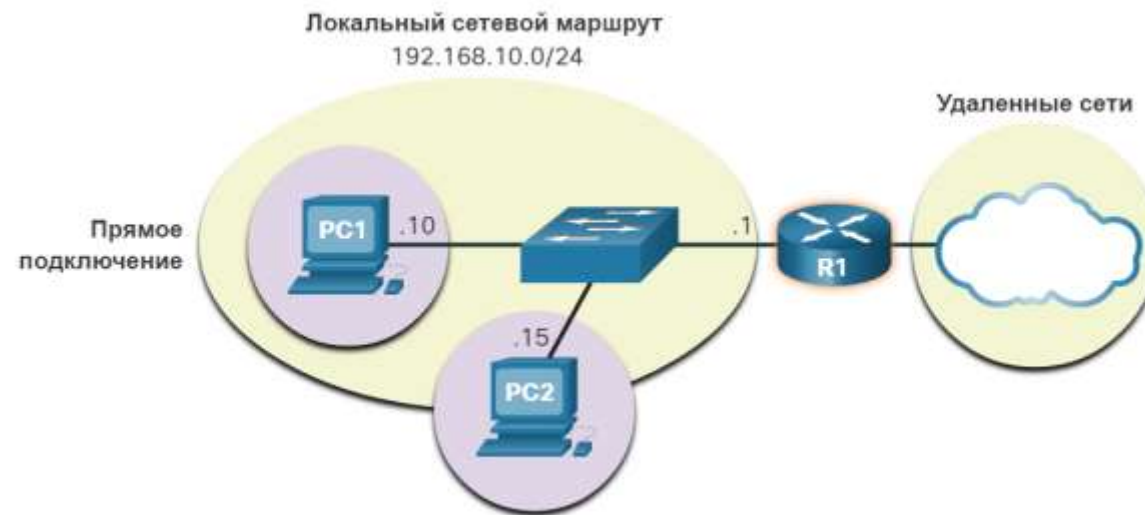 Локальный сетевой маршрут
192.168.10.0/24
Удаленные сети
Прямое
подключение
PC1
.10
.1
R1
.15
PC2